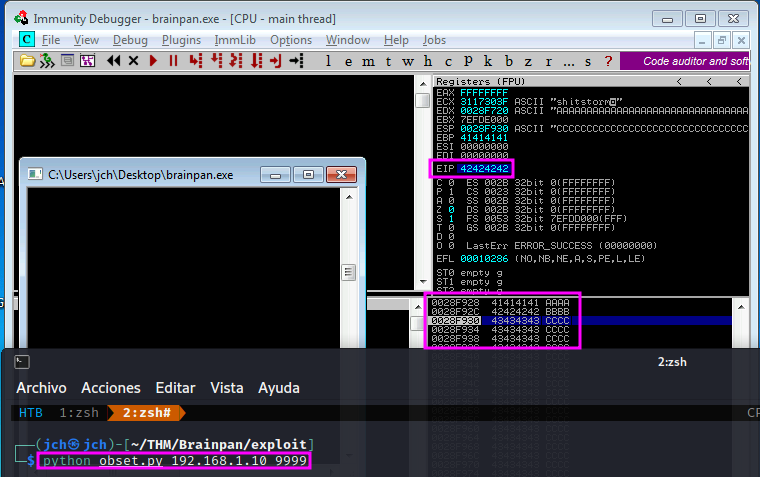 Immunity Debugger - brainpan.exe - [CPU - main thread]
C File View Debug Plugins ImmLib Options Window Help Jobs
l e m t w h c p k b z r ... s ? Code auditor and soft
Registers (FPU) < < <
EAX FFFFFFFF
ECX 3117303F ASCII "shitstorm"
EDX 0028F720 ASCII "AAAAAAAAAAAAAAAAAAAAAAAAAAAAAA
EBX 7EFDE000
ESP 0028F930 ASCII "CCCCCCCCCCCCCCCCCCCCCCCCCCCCCC
EBP 41414141
ESI 00000000
EDI 00000000
EIP 42424242
C 0 ES 002B 32bit 0(FFFFFFFF)
P 1 CS 0023 32bit 0(FFFFFFFF)
A 0 SS 002B 32bit 0(FFFFFFFF)
Z 0 DS 002B 32bit 0(FFFFFFFF)
S 1 FS 0053 32bit 7EFDD000(FFF)
T 0 GS 002B 32bit 0(FFFFFFFF)
D 0
O 0 LastErr ERROR_SUCCESS (00000000)
EFL 00010286 (NO,NB,NE,A,S,PE,L,LE)
ST0 empty g
ST1 empty g
ST2 empty g
C:\Users\jch\Desktop\brainpan.exe
0028F928 41414141 AAAA
0028F92C 42424242 BBBB
0028F930 43434343 CCCC
0028F934 43434343 CCCC
0028F938 43434343 CCCC
2:zsh
Archivo Acciones Editar Vista Ayuda
HTB 1:zsh 2:zsh# CP
(jch㉿jch)-[~/THM/Brainpan/exploit]
$ python obset.py 192.168.1.10 9999